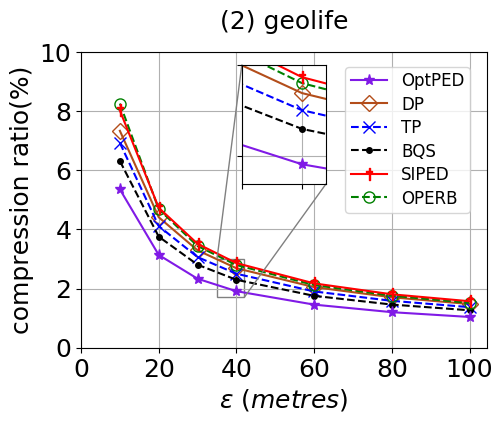 (2) geolife
compression ratio(%)
10
8
6
4
2
0
0 20 40 60 80 100
ε (metres)
OptPED
DP
TP
BQS
SIPED
OPERB